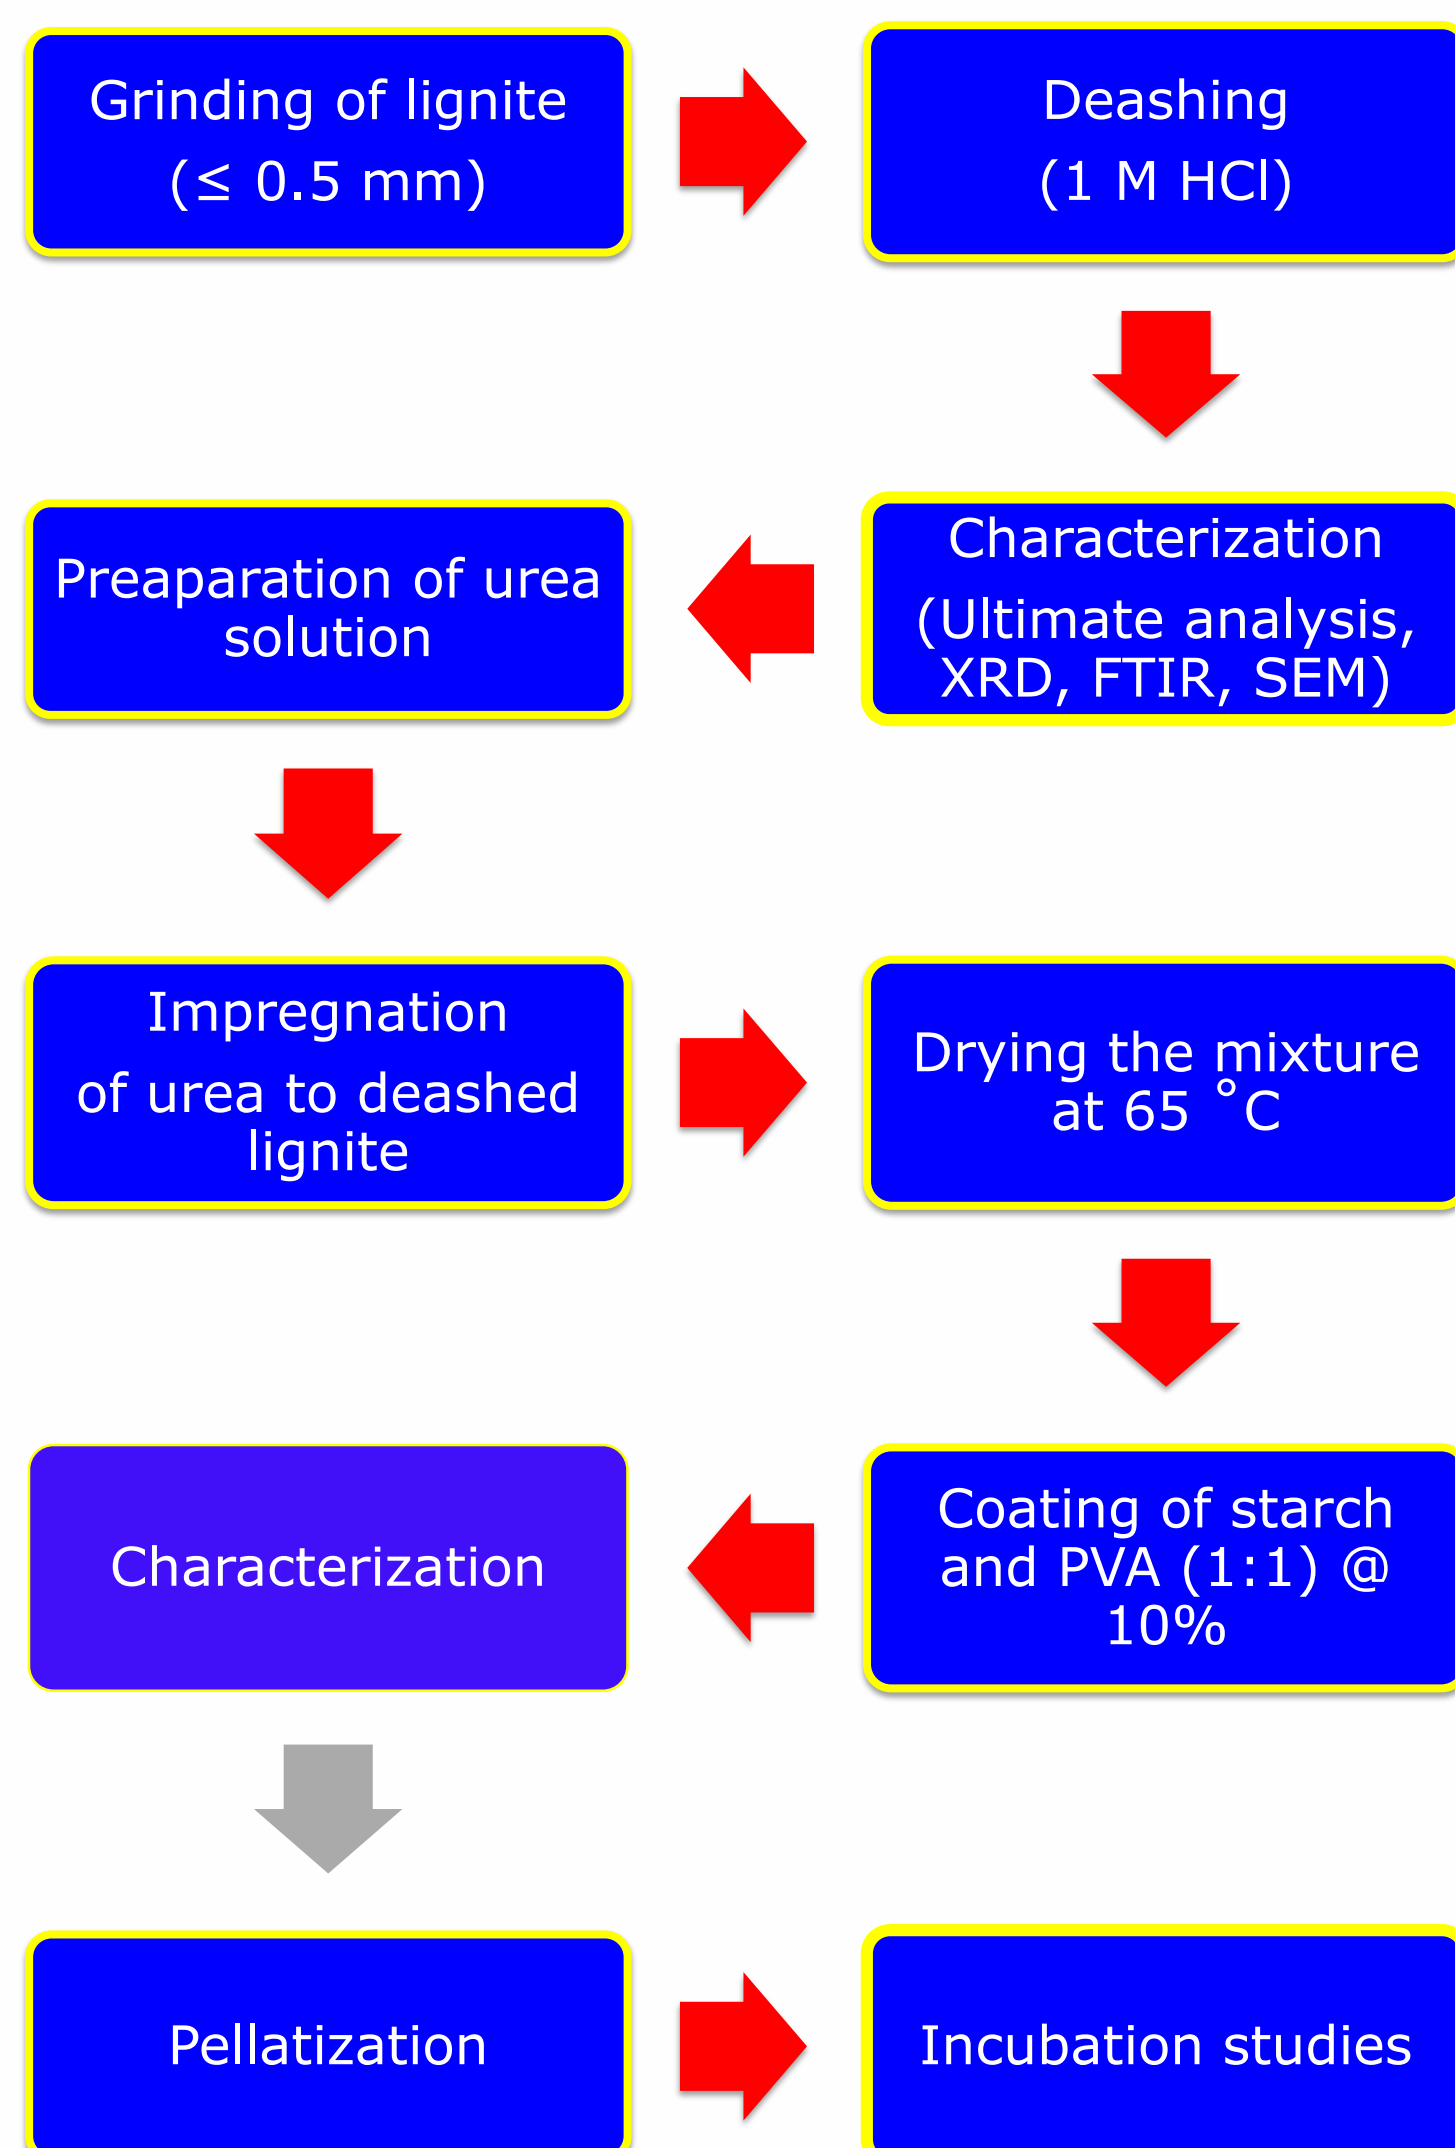 Grinding of lignite
(≤ 0.5 mm)
Deashing
(1 M HCl)
Characterization
(Ultimate analysis,
XRD, FTIR, SEM)
Preaparation of urea
solution
Impregnation
of urea to deashed
lignite
Drying the mixture
at 65 ˚C
Coating of starch
and PVA (1:1) @
10%
Characterization
Pellatization
Incubation studies